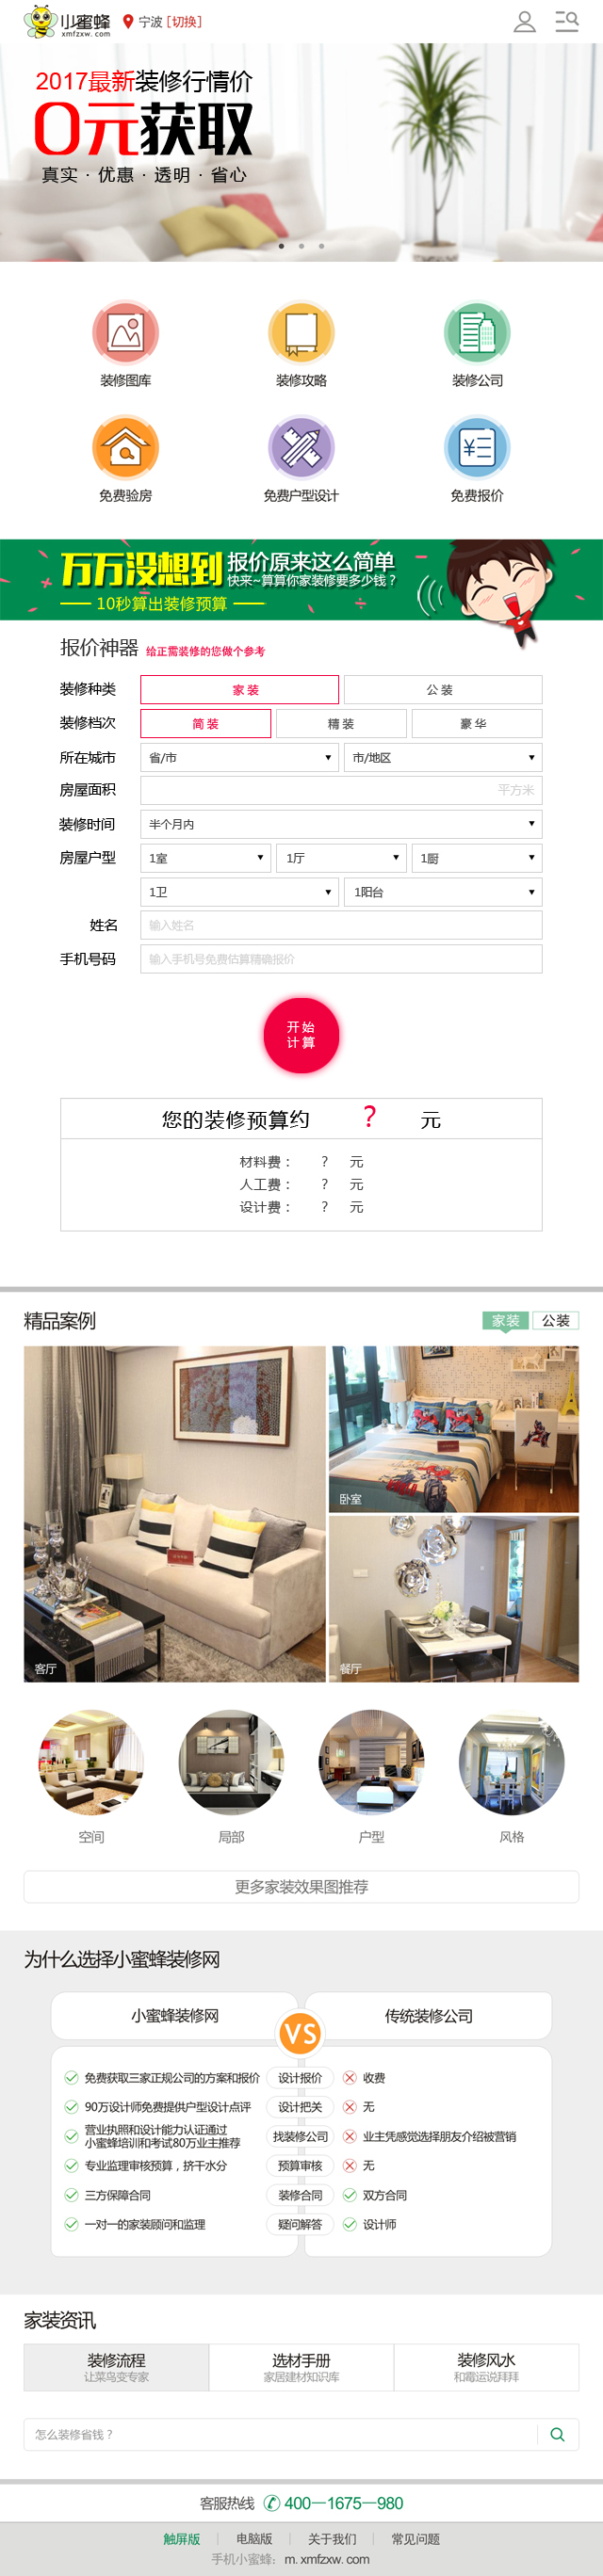 小蜜蜂
xmfzxw.com
宁波 [切换]
2017最新装修行情价
0元获取
真实 · 优惠 · 透明 · 省心
装修图库 装修攻略 装修公司
免费验房 免费户型设计 免费报价
万万没想到
报价原来这么简单
快来~算算你家装修要多少钱？
10秒算出装修预算
报价神器 给正需装修的您做个参考
装修种类 家 装 公 装
装修档次 简 装 精 装 豪 华
所在城市 省/市 市/地区
房屋面积 平方米
装修时间 半个月内
房屋户型 1室 1厅 1厨
1卫 1阳台
姓名 输入姓名
手机号码 输入手机号免费估算精确报价
开始
计算
您的装修预算约 ？ 元
材料费： ？ 元
人工费： ？ 元
设计费： ？ 元
精品案例 家装 公装
卧室
客厅 餐厅
空间 局部 户型 风格
更多家装效果图推荐
为什么选择小蜜蜂装修网
小蜜蜂装修网 VS 传统装修公司
免费获取三家正规公司的方案和报价 设计报价 收费
90万设计师免费提供户型设计点评 设计把关 无
营业执照和设计能力认证通过
小蜜蜂培训和考试80万业主推荐 找装修公司 业主凭感觉选择朋友介绍被营销
专业监理审核预算，挤干水分 预算审核 无
三方保障合同 装修合同 双方合同
一对一的家装顾问和监理 疑问解答 设计师
家装资讯
装修流程 选材手册 装修风水
让菜鸟变专家 家居建材知识库 和霉运说拜拜
怎么装修省钱？
客服热线 400—1675—980
触屏版 | 电脑版 | 关于我们 | 常见问题
手机小蜜蜂: m.xmfzxw.com